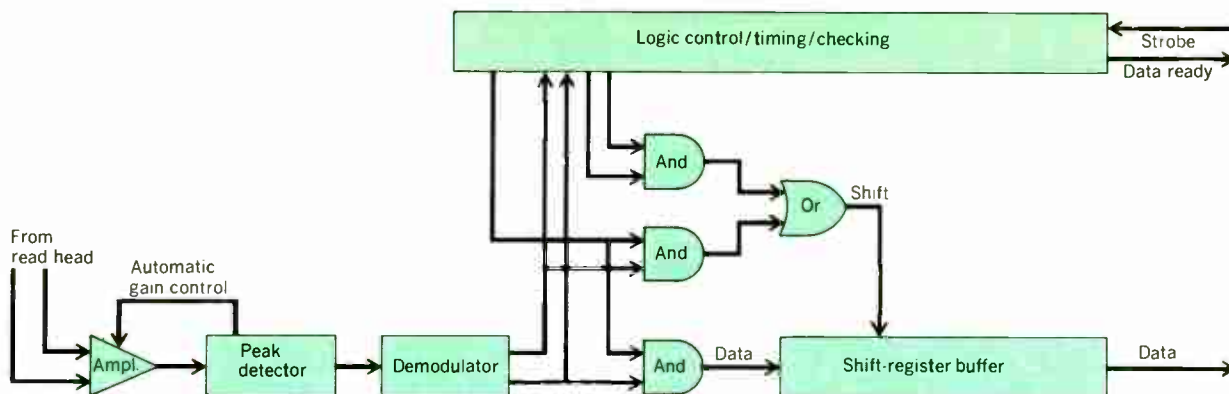 Logic control/timing/checking
Strobe
Data ready
And
Or
Shift
And
From
read head
Automatic
gain control
Ampl.
Peak
detector
Demodulator
And
Data
Shift-register buffer
Data